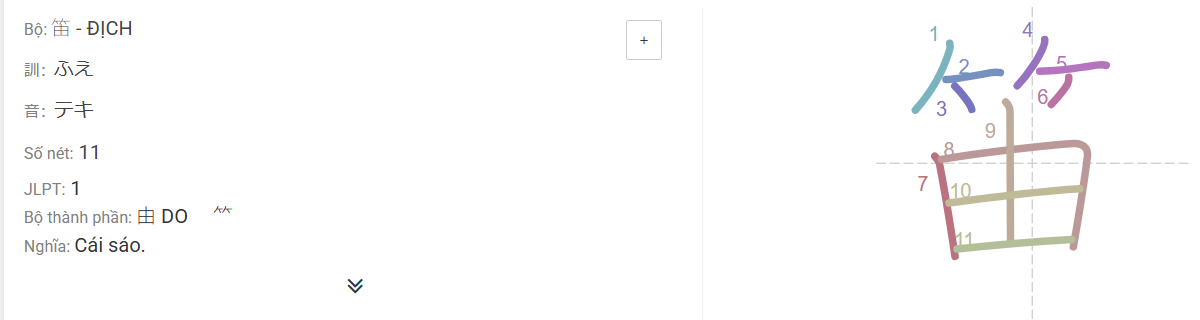 Bộ: 笛 - ĐỊCH
+
訓: ふえ
音: テキ
Số nét: 11
JLPT: 1
Bộ thành phần: 由 DO ⺮
Nghĩa: Cái sáo.
1
2
3
4
5
6
7
8
9
10
11